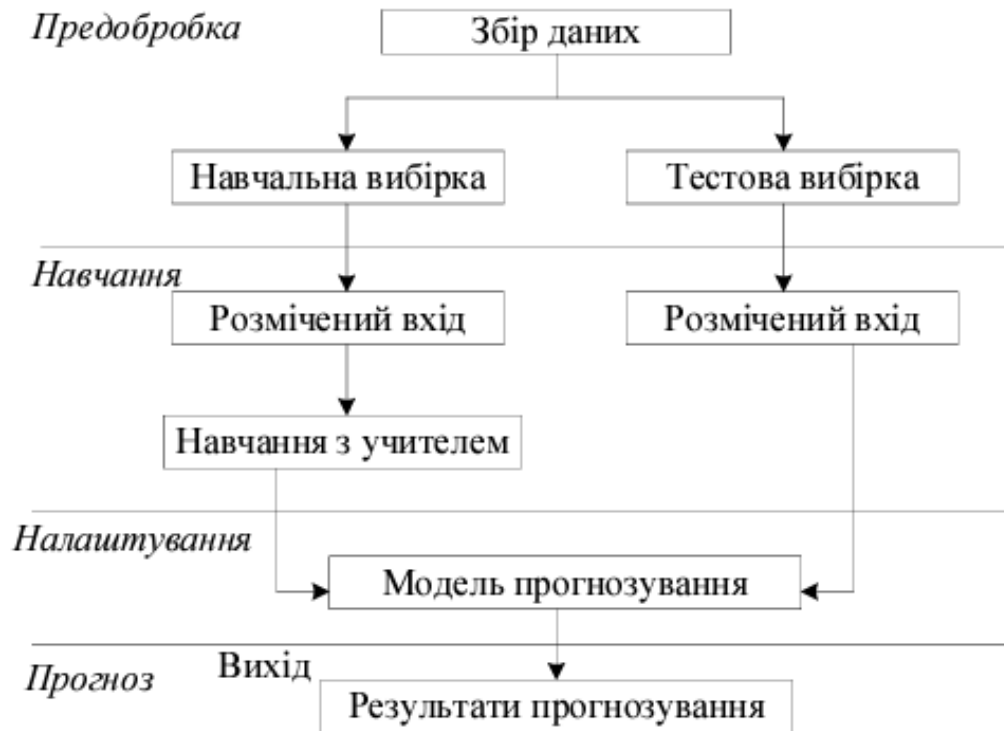 Предобробка
Збір даних
Навчальна вибірка
Тестова вибірка
Навчання
Розмічений вхід
Розмічений вхід
Навчання з учителем
Налаштування
Модель прогнозування
Прогноз
Вихід
Результати прогнозування